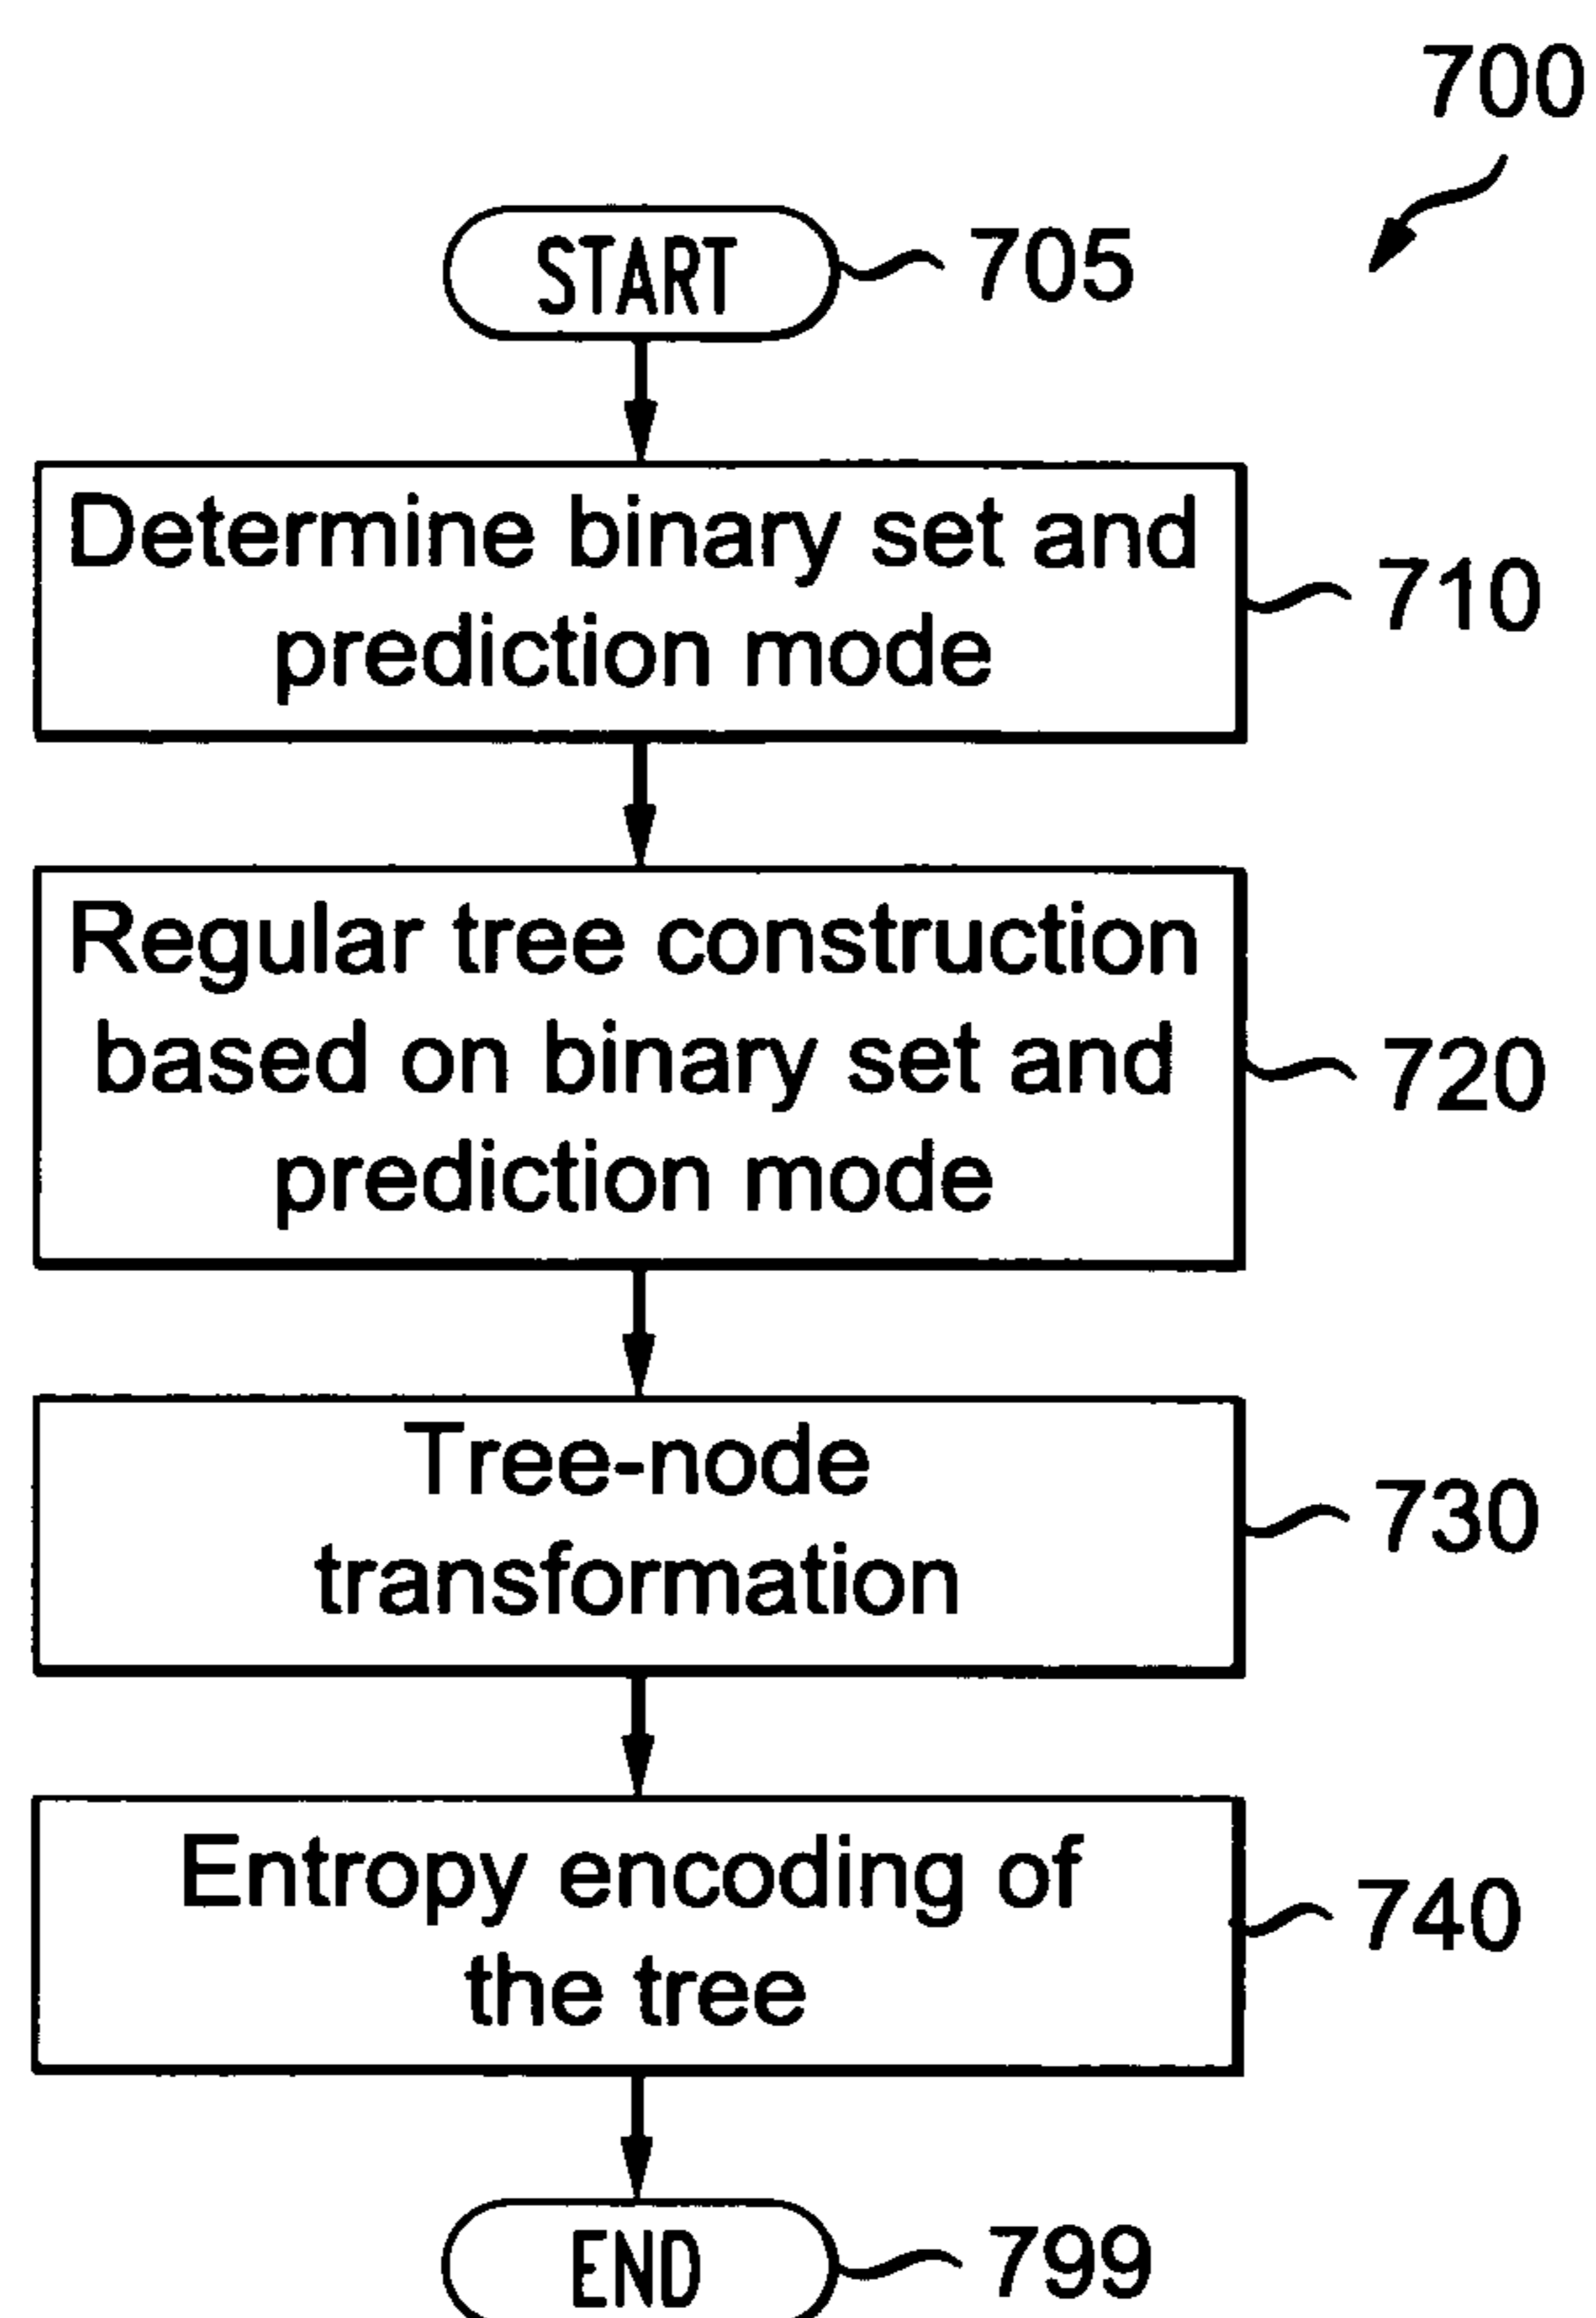 700
START
705
Determine binary set and
prediction mode
710
Regular tree construction
based on binary set and
prediction mode
720
Tree-node
transformation
730
Entropy encoding of
the tree
740
END
799